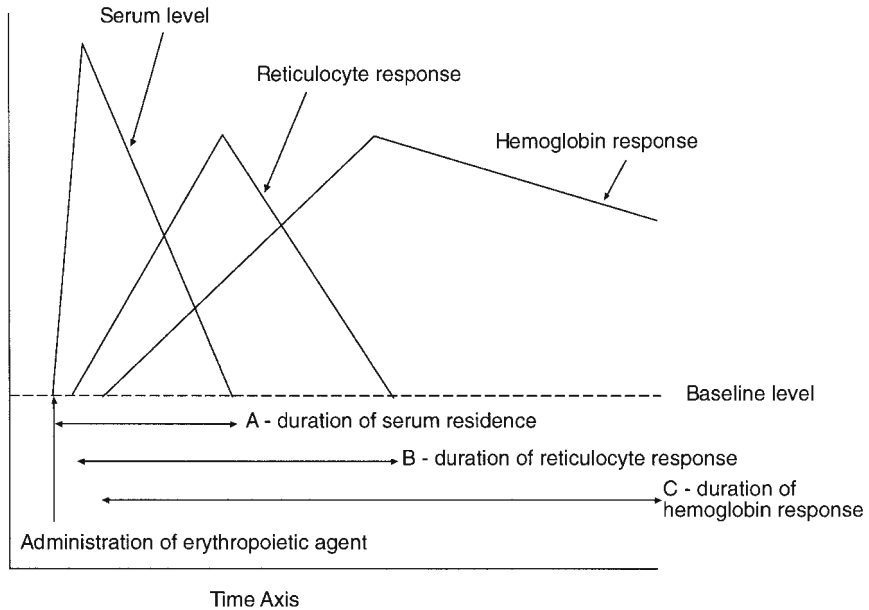 Serum level
Reticulocyte response
Hemoglobin response
Baseline level
A - duration of serum residence
B - duration of reticulocyte response
C - duration of
hemoglobin response
Administration of erythropoietic agent
Time Axis